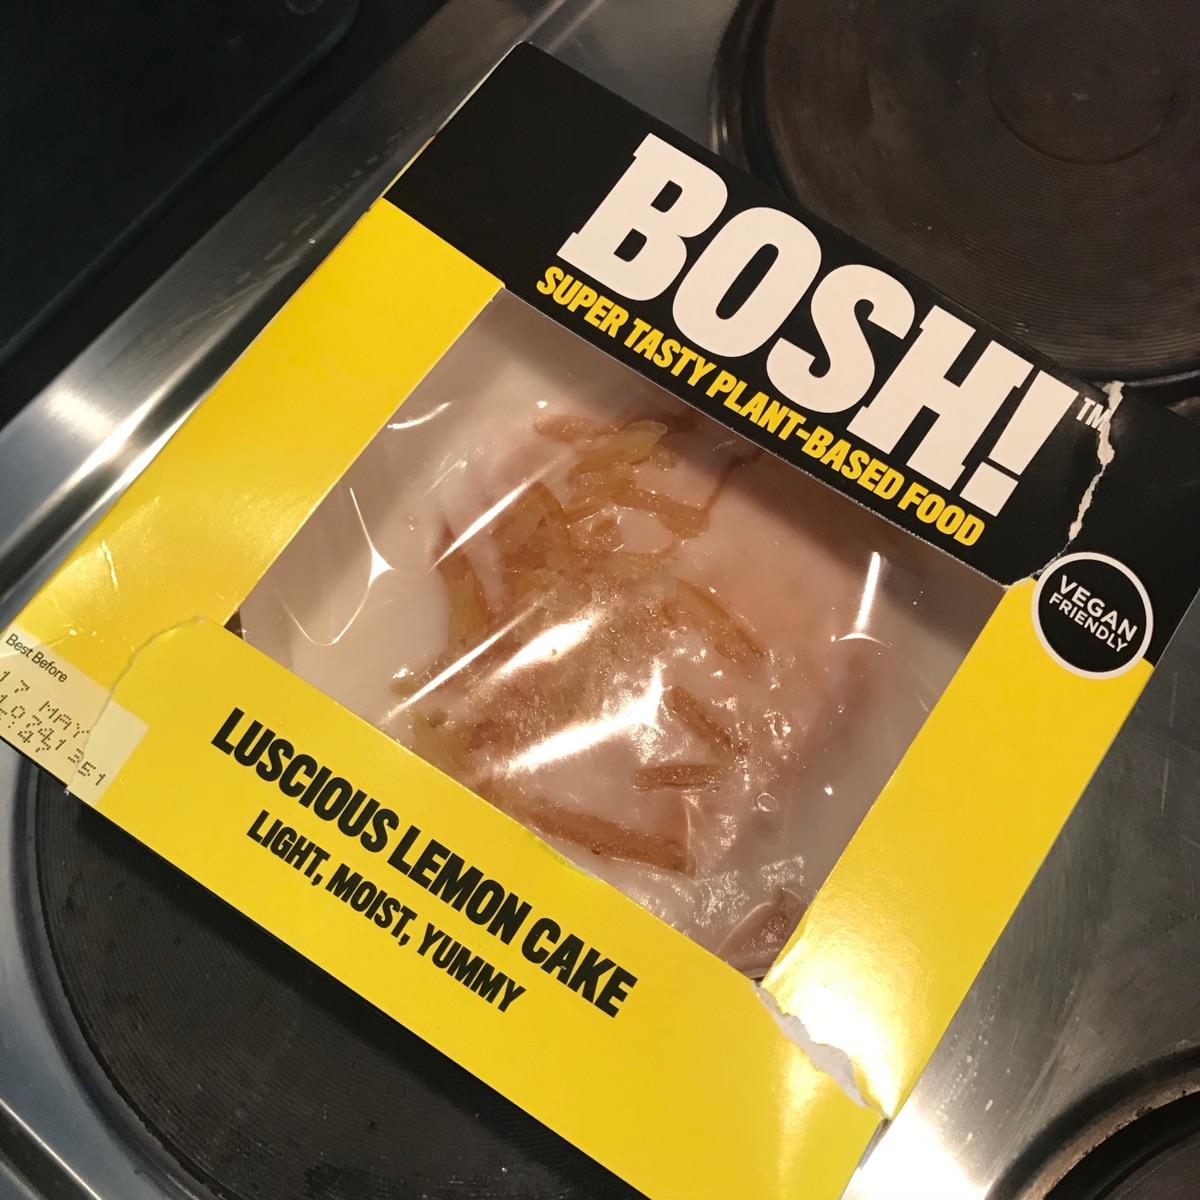 BOSH!™
SUPER TASTY PLANT-BASED FOOD
VEGAN
FRIENDLY
Best Before
17 MAY
LUSCIOUS LEMON CAKE
LIGHT, MOIST, YUMMY